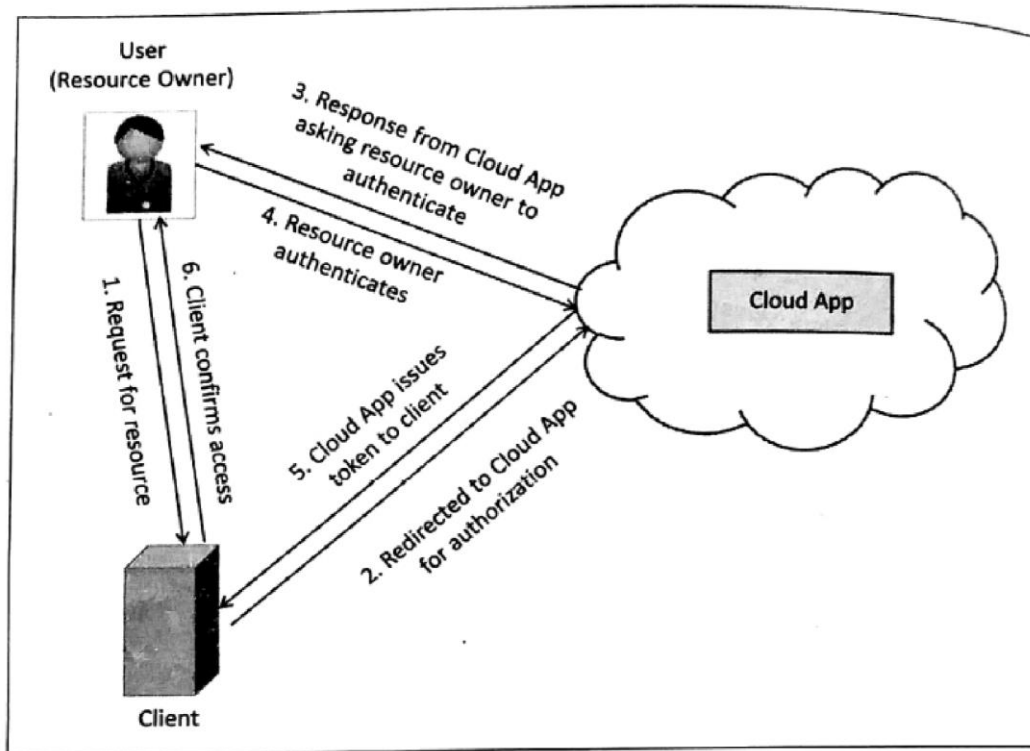 User
(Resource Owner)
3. Response from Cloud App
asking resource owner to
authenticate
4. Resource owner
authenticates
Cloud App
1. Request for resource
6. Client confirms access
5. Cloud App issues
token to client
2. Redirected to Cloud App
for authorization
Client